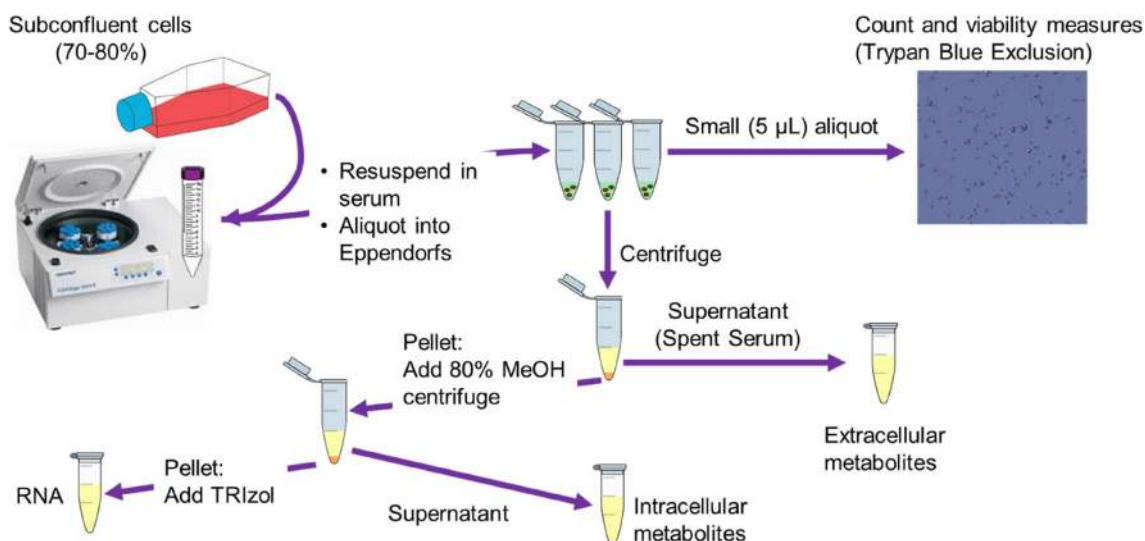 Subconfluent cells
(70-80%)
Count and viability measures
(Trypan Blue Exclusion)
Small (5 µL) aliquot
• Resuspend in
serum
• Aliquot into
Eppendorfs
Centrifuge
Supernatant
(Spent Serum)
Pellet:
Add 80% MeOH
centrifuge
Extracellular
metabolites
Pellet:
Add TRIzol
RNA
Supernatant
Intracellular
metabolites